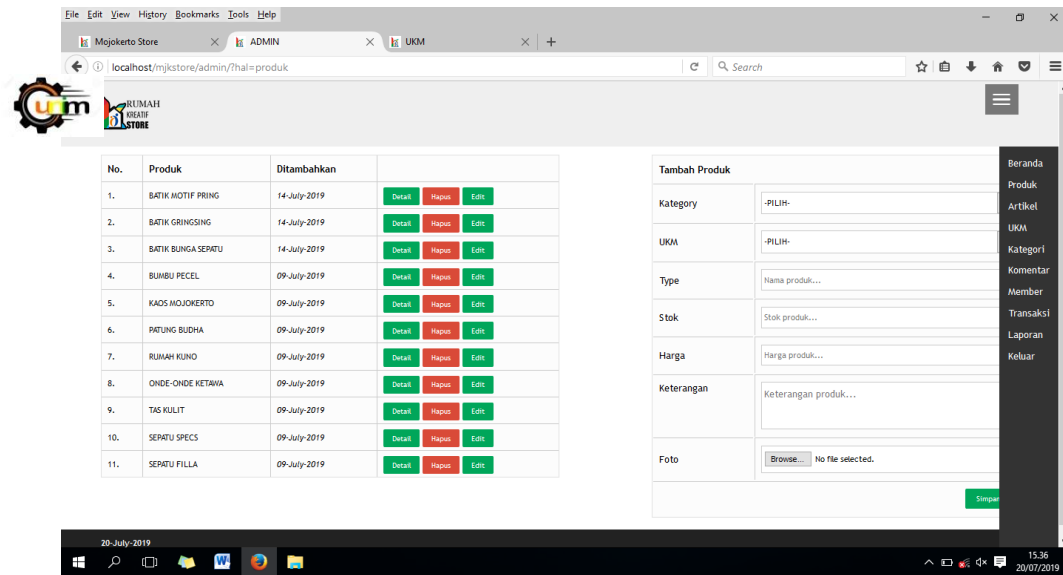 File Edit View History Bookmarks Tools Help
Mojokerto Store
ADMIN
UKM
localhost/mjkstore/admin/?hal=produk
Search
urim
RUMAH
KREATIF
STORE
No. Produk Ditambahkan
1. BATIK MOTIF PRING 14-July-2019 Detail Hapus Edit
2. BATIK GRINGSING 14-July-2019 Detail Hapus Edit
3. BATIK BUNGA SEPATU 14-July-2019 Detail Hapus Edit
4. BUMBU PECEL 09-July-2019 Detail Hapus Edit
5. KAOS MOJOKERTO 09-July-2019 Detail Hapus Edit
6. PATUNG BUDHA 09-July-2019 Detail Hapus Edit
7. RUMAH KUNO 09-July-2019 Detail Hapus Edit
8. ONDE-ONDE KETAWA 09-July-2019 Detail Hapus Edit
9. TAS KULIT 09-July-2019 Detail Hapus Edit
10. SEPATU SPECS 09-July-2019 Detail Hapus Edit
11. SEPATU FILLA 09-July-2019 Detail Hapus Edit
Tambah Produk
Kategory -PILIH-
UKM -PILIH-
Type Nama produk...
Stok Stok produk...
Harga Harga produk...
Keterangan Keterangan produk...
Foto Browse... No file selected.
Simpan
Beranda
Produk
Artikel
UKM
Kategori
Komentar
Member
Transaksi
Laporan
Keluar
20-July-2019
15.36
20/07/2019